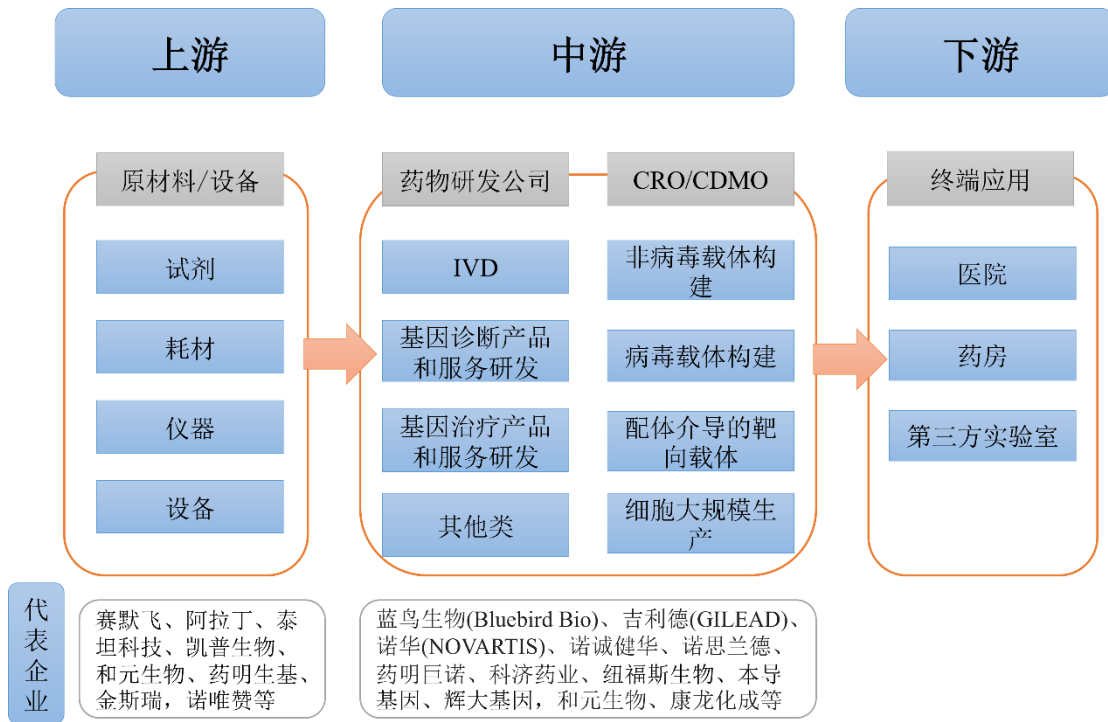 上游
中游
下游
原材料/设备
试剂
耗材
仪器
设备
药物研发公司
IVD
基因诊断产品
和服务研发
基因治疗产品
和服务研发
其他类
CRO/CDMO
非病毒载体构
建
病毒载体构建
配体介导的靶
向载体
细胞大规模生
产
终端应用
医院
药房
第三方实验室
代
表
企
业
赛默飞、阿拉丁、泰
坦科技、凯普生物、
和元生物、药明生基、
金斯瑞，诺唯赞等
蓝鸟生物(Bluebird Bio)、吉利德(GILEAD)、
诺华(NOVARTIS)、诺诚健华、诺思兰德、
药明巨诺、科济药业、纽福斯生物、本导
基因、辉大基因，和元生物、康龙化成等